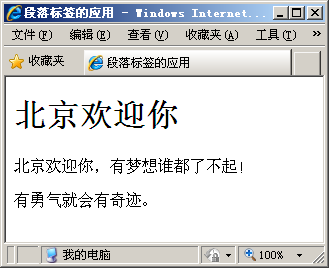 段落标签的应用 - Windows Internet...
文件(F) 编辑(E) 查看(V) 收藏夹(A) 工具(T) »
收藏夹 段落标签的应用
北京欢迎你
北京欢迎你，有梦想谁都了不起!
有勇气就会有奇迹。
我的电脑 100%